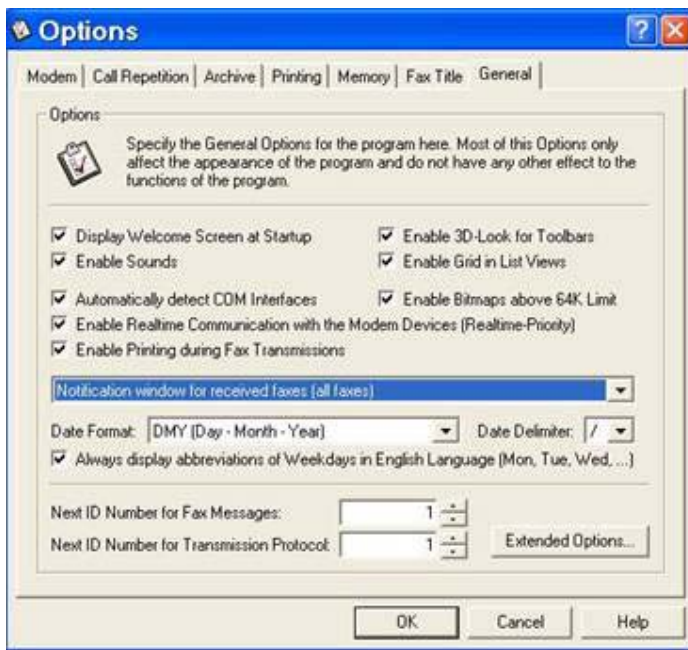 Options
Modem Call Repetition Archive Printing Memory Fax Title General
Options
Specify the General Options for the program here. Most of this Options only
affect the appearance of the program and do not have any other effect to the
functions of the program.
Display Welcome Screen at Startup Enable 3D-Look for Toolbars
Enable Sounds Enable Grid in List Views
Automatically detect COM Interfaces Enable Bitmaps above 64K Limit
Enable Realtime Communication with the Modem Devices (Realtime-Priority)
Enable Printing during Fax Transmissions
Notification window for received faxes (all faxes)
Date Format: DMY (Day - Month - Year) Date Delimiter: /
Always display abbreviations of Weekdays in English Language (Mon, Tue, Wed, ...)
Next ID Number for Fax Messages: 1
Next ID Number for Transmission Protocol: 1 Extended Options...
OK Cancel Help